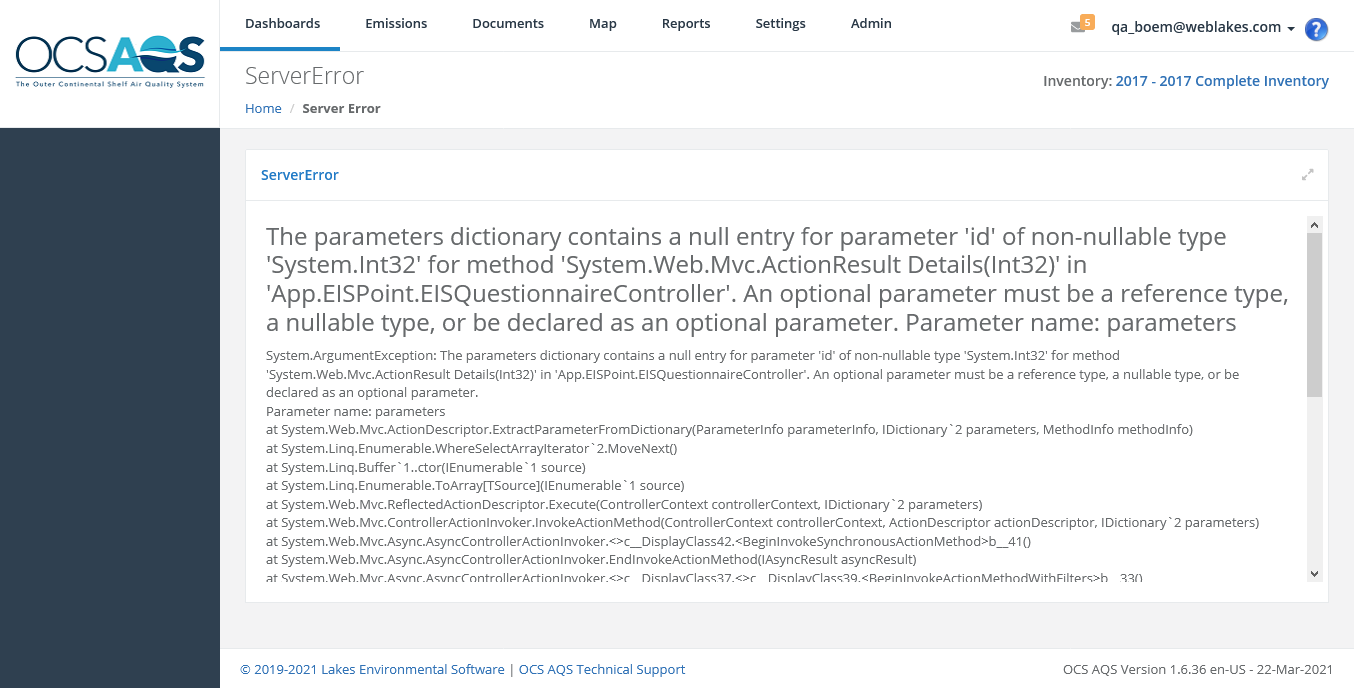 OCSAQS
The Outer Continental Shelf Air Quality System
Dashboards Emissions Documents Map Reports Settings Admin
5 qa_boem@weblakes.com ?
ServerError
Inventory: 2017 - 2017 Complete Inventory
Home / Server Error
ServerError
The parameters dictionary contains a null entry for parameter 'id' of non-nullable type
'System.Int32' for method 'System.Web.Mvc.ActionResult Details(Int32)' in
'App.EISPoint.EISQuestionnaireController'. An optional parameter must be a reference type,
a nullable type, or be declared as an optional parameter. Parameter name: parameters
System.ArgumentException: The parameters dictionary contains a null entry for parameter 'id' of non-nullable type 'System.Int32' for method
'System.Web.Mvc.ActionResult Details(Int32)' in 'App.EISPoint.EISQuestionnaireController'. An optional parameter must be a reference type, a nullable type, or be
declared as an optional parameter.
Parameter name: parameters
at System.Web.Mvc.ActionDescriptor.ExtractParameterFromDictionary(ParameterInfo parameterInfo, IDictionary`2 parameters, MethodInfo methodInfo)
at System.Linq.Enumerable.WhereSelectArrayIterator`2.MoveNext()
at System.Linq.Buffer`1..ctor(IEnumerable`1 source)
at System.Linq.Enumerable.ToArray[TSource](IEnumerable`1 source)
at System.Web.Mvc.ReflectedActionDescriptor.Execute(ControllerContext controllerContext, IDictionary`2 parameters)
at System.Web.Mvc.ControllerActionInvoker.InvokeActionMethod(ControllerContext controllerContext, ActionDescriptor actionDescriptor, IDictionary`2 parameters)
at System.Web.Mvc.Async.AsyncControllerActionInvoker.<>c__DisplayClass42.<BeginInvokeSynchronousActionMethod>b__41()
at System.Web.Mvc.Async.AsyncControllerActionInvoker.EndInvokeActionMethod(IAsyncResult asyncResult)
at System.Web.Mvc.Async.AsyncControllerActionInvoker.<>c__DisplayClass37.<>c__DisplayClass39.<BeginInvokeActionMethodWithFilters>b__33()
© 2019-2021 Lakes Environmental Software | OCS AQS Technical Support
OCS AQS Version 1.6.36 en-US - 22-Mar-2021